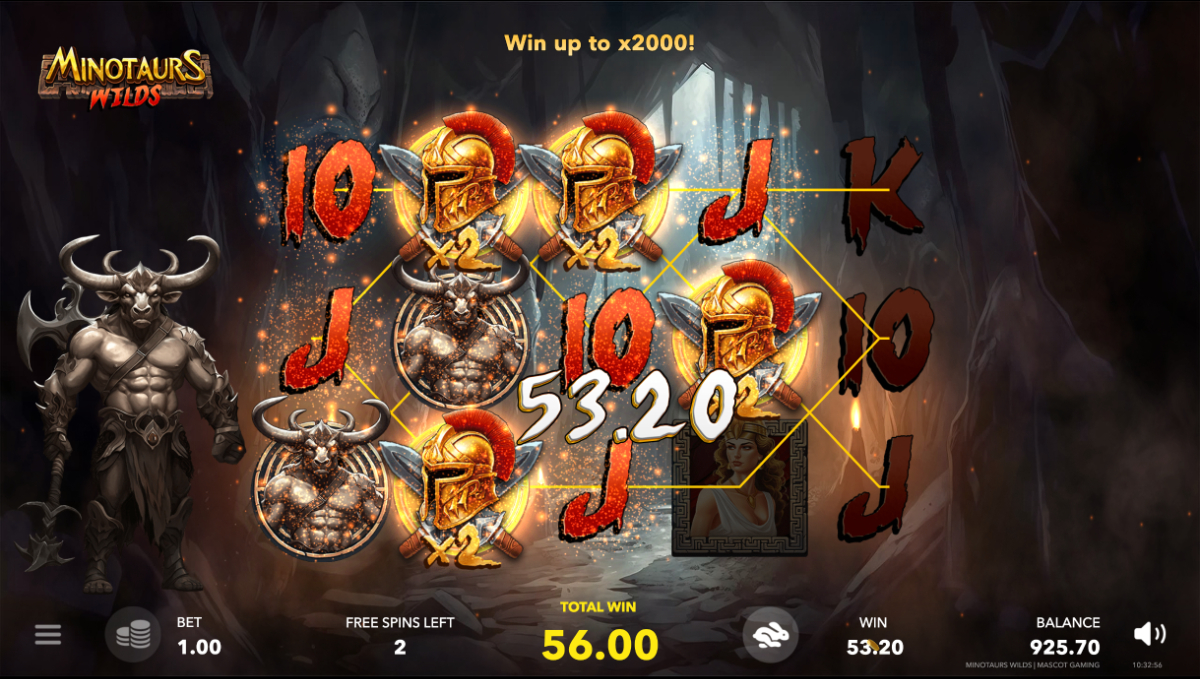 MINOTAURS
WILDS
Win up to x2000!
10
x2
x2
J
K
J
10
x2
10
x2
J
J
53.20
BET
1.00
FREE SPINS LEFT
2
TOTAL WIN
56.00
WIN
53.20
BALANCE
925.70
MINOTAURS WILDS | MASCOT GAMING
10:32:56